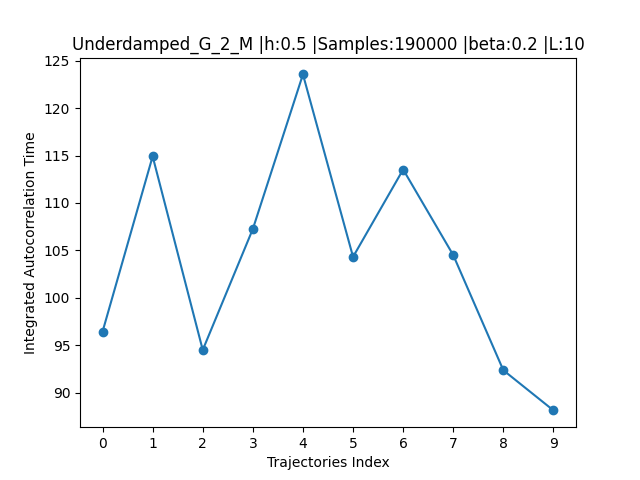 Underdamped_G_2_M |h:0.5 |Samples:190000 |beta:0.2 |L:10
125
120
115
110
105
100
95
90
Integrated Autocorrelation Time
0 1 2 3 4 5 6 7 8 9
Trajectories Index